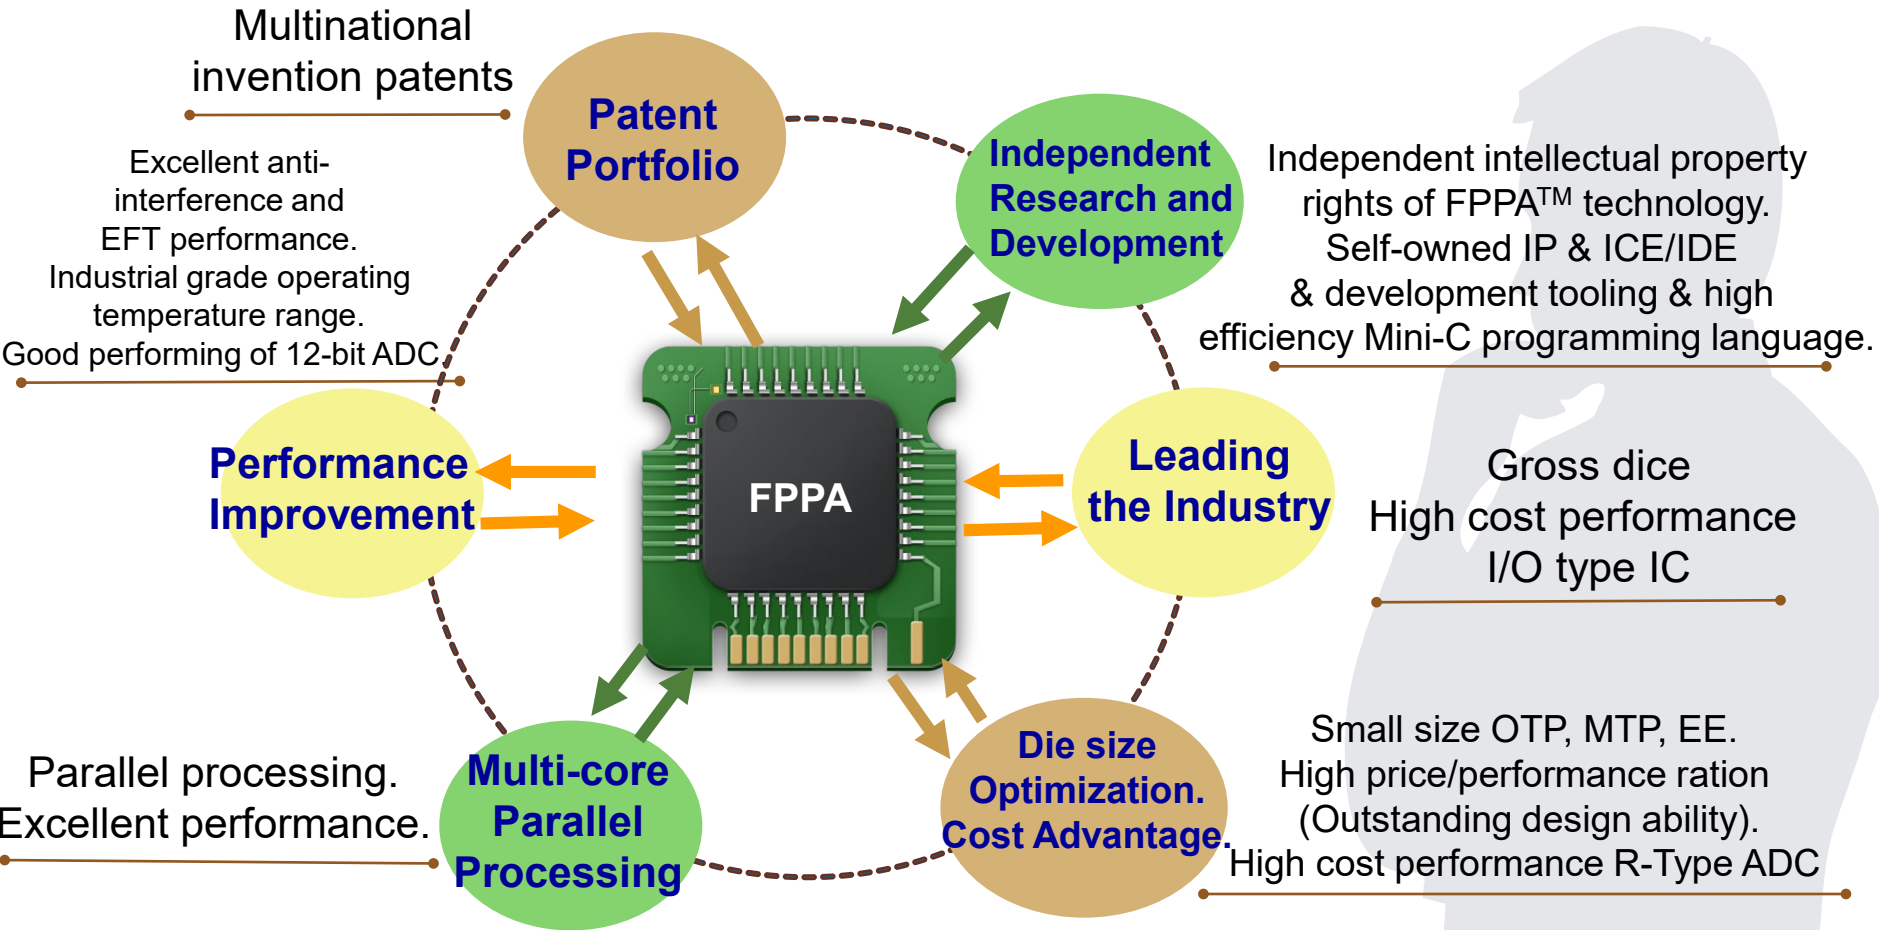 Multinational
invention patents
Patent
Portfolio
Independent
Research and
Development
Independent intellectual property
rights of FPPA™ technology.
Self-owned IP & ICE/IDE
& development tooling & high
efficiency Mini-C programming language.
Excellent anti-
interference and
EFT performance.
Industrial grade operating
temperature range.
Good performing of 12-bit ADC.
Performance
Improvement
FPPA
Leading
the Industry
Gross dice
High cost performance
I/O type IC
Parallel processing.
Excellent performance.
Multi-core
Parallel
Processing
Die size
Optimization.
Cost Advantage.
Small size OTP, MTP, EE.
High price/performance ration
(Outstanding design ability).
High cost performance R-Type ADC